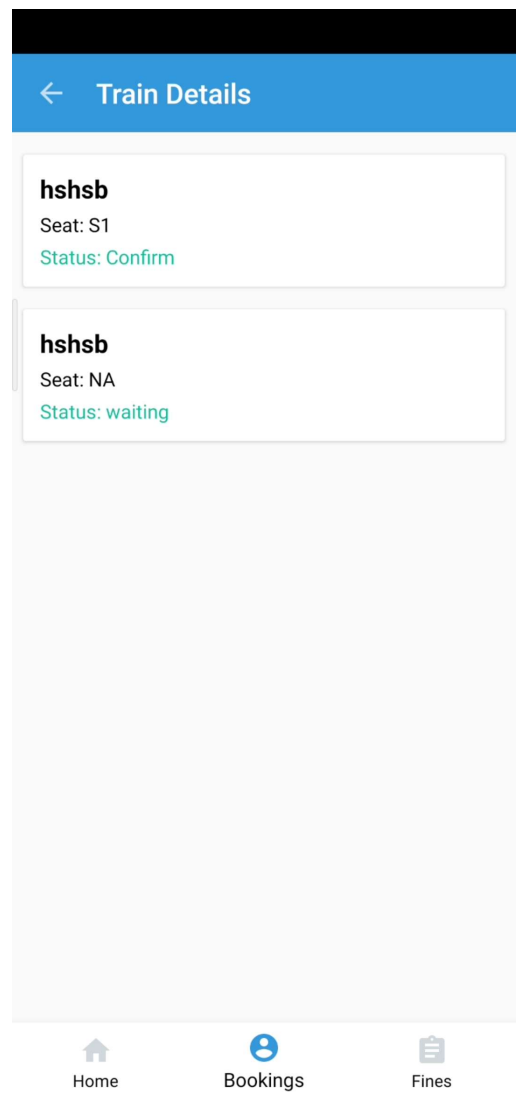 Train Details
hshsb
Seat: S1
Status: Confirm
hshsb
Seat: NA
Status: waiting
Home
Bookings
Fines